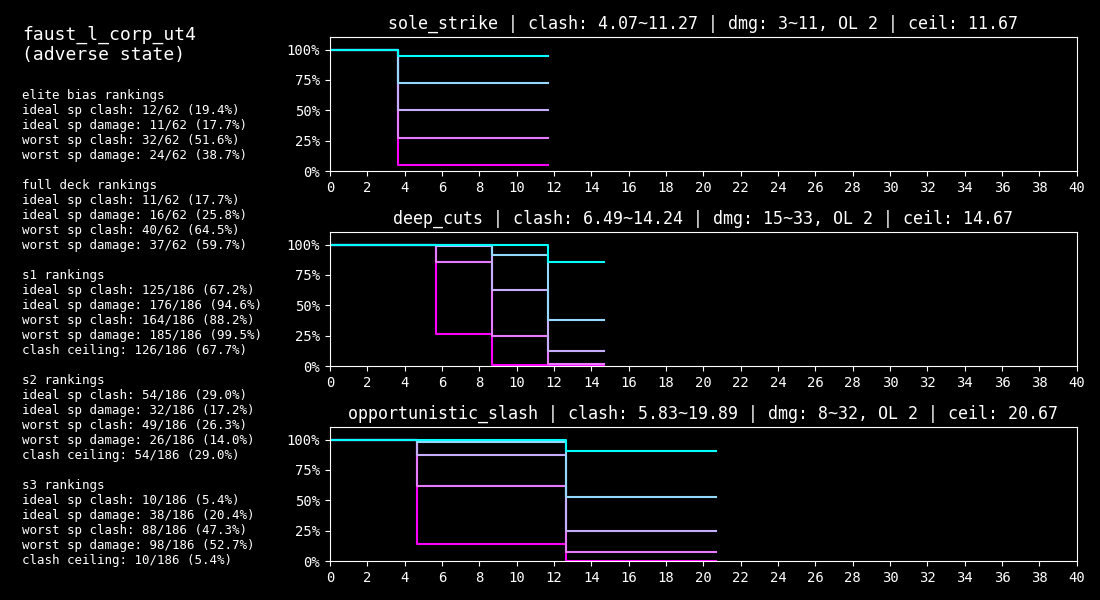 faust_l_corp_ut4
(adverse state)
elite bias rankings
ideal sp clash: 12/62 (19.4%)
ideal sp damage: 11/62 (17.7%)
worst sp clash: 32/62 (51.6%)
worst sp damage: 24/62 (38.7%)
full deck rankings
ideal sp clash: 11/62 (17.7%)
ideal sp damage: 16/62 (25.8%)
worst sp clash: 40/62 (64.5%)
worst sp damage: 37/62 (59.7%)
s1 rankings
ideal sp clash: 125/186 (67.2%)
ideal sp damage: 176/186 (94.6%)
worst sp clash: 164/186 (88.2%)
worst sp damage: 185/186 (99.5%)
clash ceiling: 126/186 (67.7%)
s2 rankings
ideal sp clash: 54/186 (29.0%)
ideal sp damage: 32/186 (17.2%)
worst sp clash: 49/186 (26.3%)
worst sp damage: 26/186 (14.0%)
clash ceiling: 54/186 (29.0%)
s3 rankings
ideal sp clash: 10/186 (5.4%)
ideal sp damage: 38/186 (20.4%)
worst sp clash: 88/186 (47.3%)
worst sp damage: 98/186 (52.7%)
clash ceiling: 10/186 (5.4%)
sole_strike | clash: 4.07~11.27 | dmg: 3~11, OL 2 | ceil: 11.67
100%
75%
50%
25%
0%
0 2 4 6 8 10 12 14 16 18 20 22 24 26 28 30 32 34 36 38 40
deep_cuts | clash: 6.49~14.24 | dmg: 15~33, OL 2 | ceil: 14.67
100%
75%
50%
25%
0%
0 2 4 6 8 10 12 14 16 18 20 22 24 26 28 30 32 34 36 38 40
opportunistic_slash | clash: 5.83~19.89 | dmg: 8~32, OL 2 | ceil: 20.67
100%
75%
50%
25%
0%
0 2 4 6 8 10 12 14 16 18 20 22 24 26 28 30 32 34 36 38 40